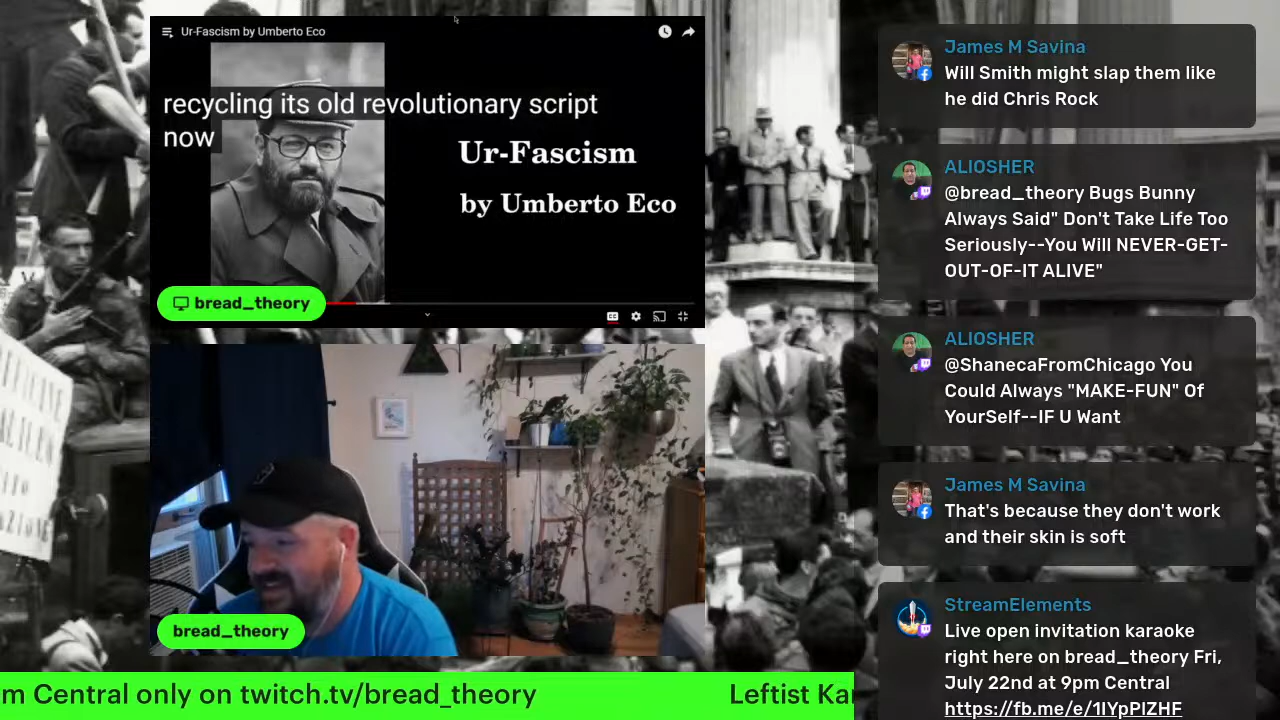 Ur-Fascism by Umberto Eco
recycling its old revolutionary script
now
Ur-Fascism
by Umberto Eco
bread_theory
CC
bread_theory
m Central only on twitch.tv/bread_theory
Leftist Kar
James M Savina
Will Smith might slap them like
he did Chris Rock
ALIOSHER
@bread_theory Bugs Bunny
Always Said" Don't Take Life Too
Seriously--You Will NEVER-GET-
OUT-OF-IT ALIVE"
ALIOSHER
@ShanecaFromChicago You
Could Always "MAKE-FUN" Of
YourSelf--IF U Want
James M Savina
That's because they don't work
and their skin is soft
StreamElements
Live open invitation karaoke
right here on bread_theory Fri,
July 22nd at 9pm Central
https://fb.me/e/1IYpPlZHF